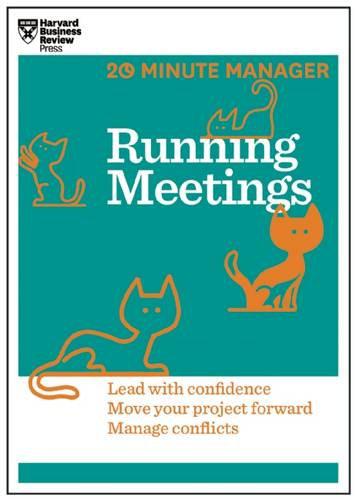 Harvard
Business
Review
Press
20 MINUTE MANAGER
Running
Meetings
Lead with confidence
Move your project forward
Manage conflicts